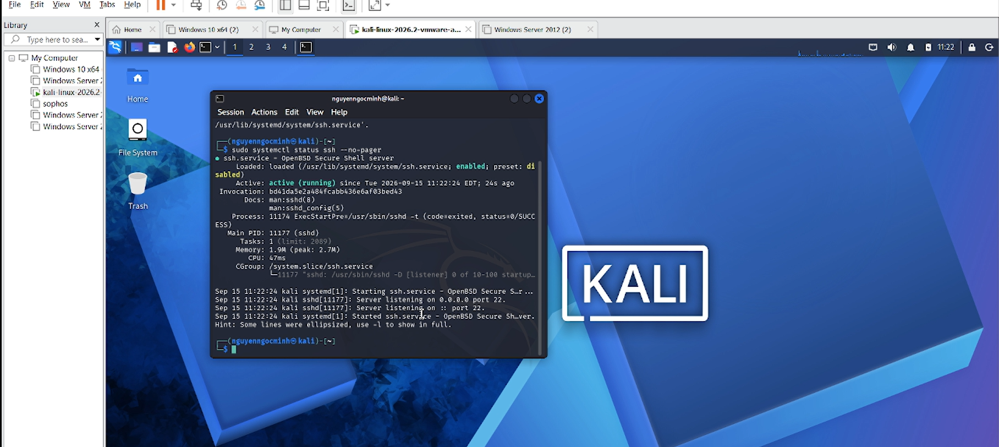 File Edit View VM Tabs Help
Library
Type here to sea...
My Computer
Windows 10 x64
Windows Server 2
kali-linux-2026.2-
sophos
Windows Server 2
Windows Server 2
Home
Windows 10 x64 (2)
My Computer
kali-linux-2026.2-vmware-a...
Windows Server 2012 (2)
1 2 3 4
11:22
Home
File System
Trash
nguyenngocminh@kali: ~
Session Actions Edit View Help
/usr/lib/systemd/system/ssh.service'.
┌──(nguyenngocminh㉿kali)-[~]
└─$ sudo systemctl status ssh --no-pager
● ssh.service - OpenBSD Secure Shell server
Loaded: loaded (/usr/lib/systemd/system/ssh.service; enabled; preset: di
sabled)
Active: active (running) since Tue 2026-09-15 11:22:24 EDT; 24s ago
Invocation: bd41da5e2a484fcabb436e6af03bed43
Docs: man:sshd(8)
man:sshd_config(5)
Process: 11174 ExecStartPre=/usr/sbin/sshd -t (code=exited, status=0/SUCC
ESS)
Main PID: 11177 (sshd)
Tasks: 1 (limit: 2089)
Memory: 1.9M (peak: 2.7M)
CPU: 47ms
CGroup: /system.slice/ssh.service
└─11177 "sshd: /usr/sbin/sshd -D [listener] 0 of 10-100 startup…
Sep 15 11:22:24 kali systemd[1]: Starting ssh.service - OpenBSD Secure S…r ...
Sep 15 11:22:24 kali sshd[11177]: Server listening on 0.0.0.0 port 22.
Sep 15 11:22:24 kali sshd[11177]: Server listening on :: port 22.
Sep 15 11:22:24 kali systemd[1]: Started ssh.service - OpenBSD Secure Sh…ver.
Hint: Some lines were ellipsized, use -l to show in full.
┌──(nguyenngocminh㉿kali)-[~]
└─$
KALI